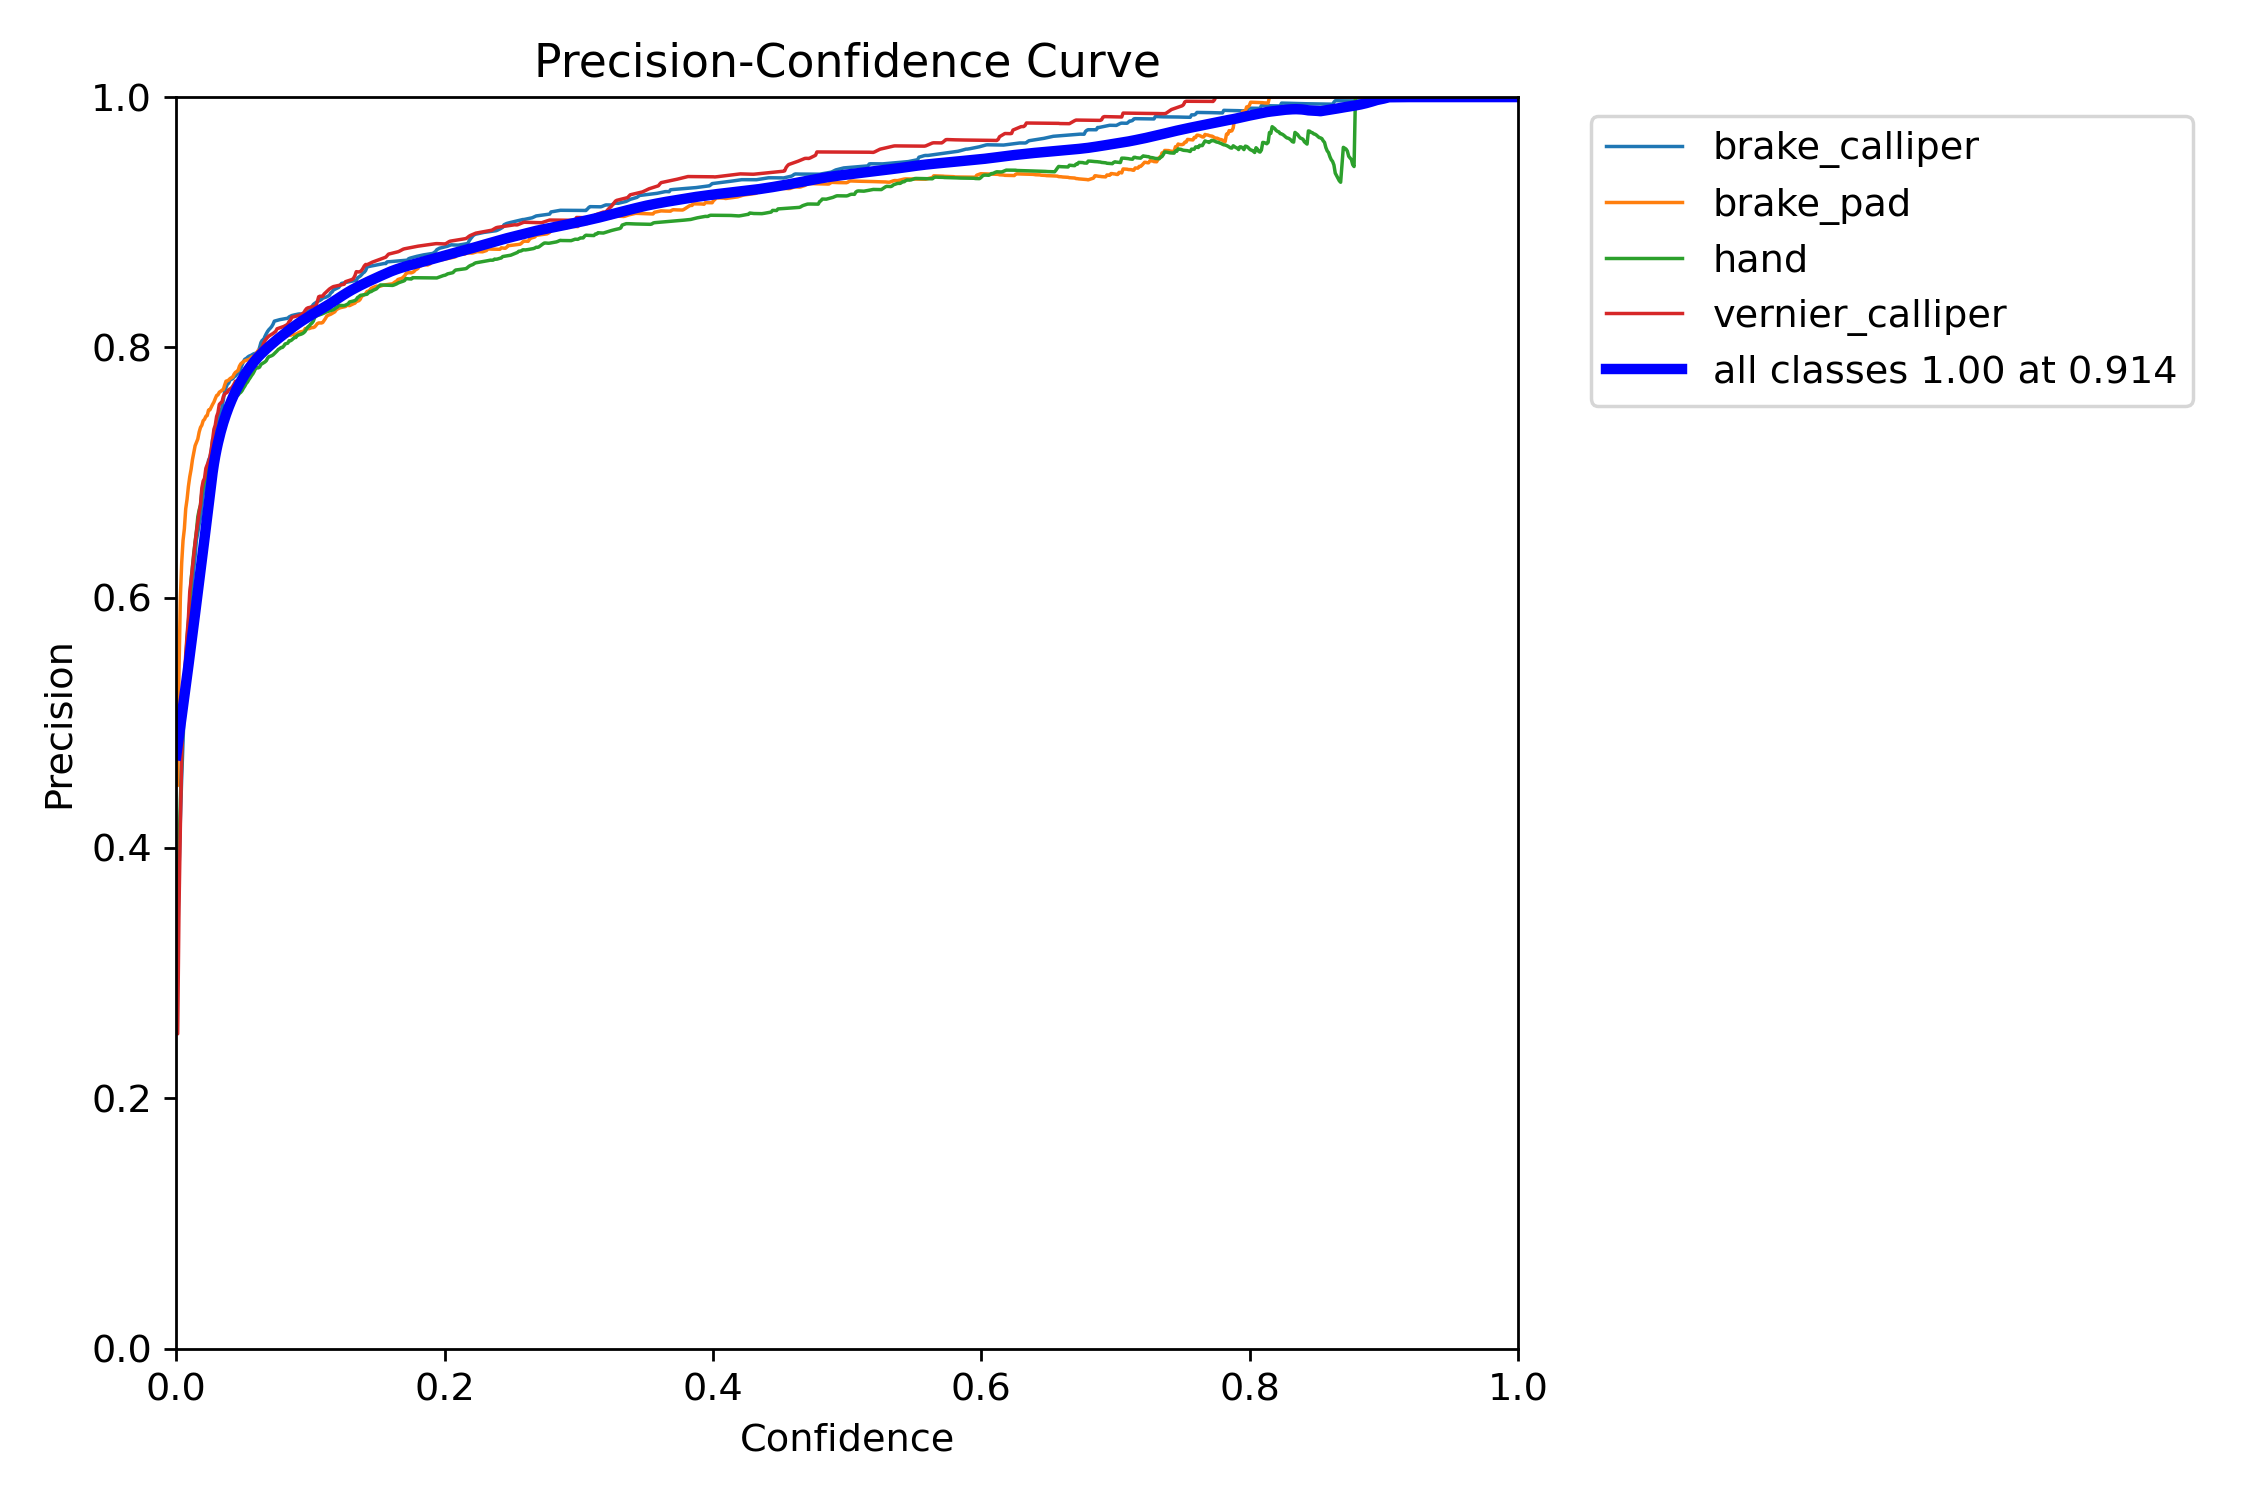 Precision-Confidence Curve
1.0
0.8
0.6
0.4
0.2
0.0
Precision
0.0 0.2 0.4 0.6 0.8 1.0
Confidence
brake_calliper
brake_pad
hand
vernier_calliper
all classes 1.00 at 0.914